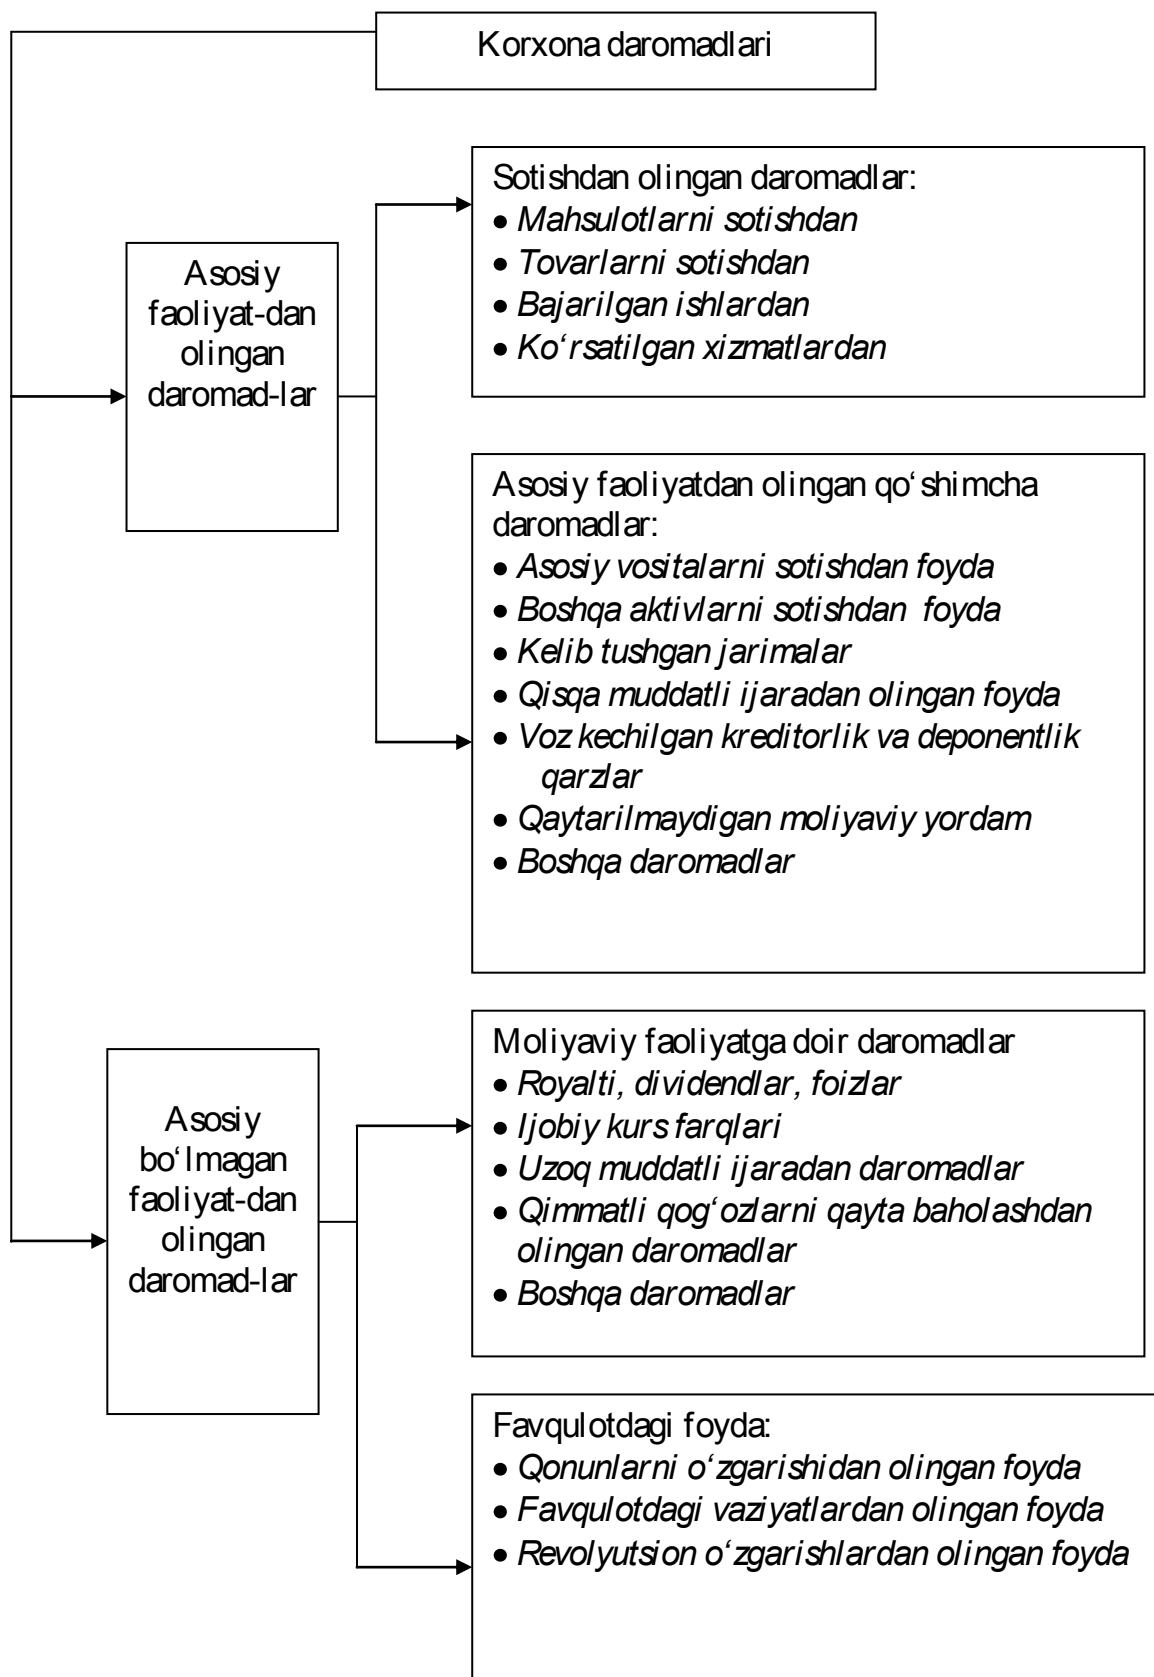 Korxona daromadlari
Sotishdan olingan daromadlar:
• Mahsulotlarni sotishdan
• Tovarlarni sotishdan
• Bajarilgan ishlardan
• Ko‘rsatilgan xizmatlardan
Asosiy
faoliyat-dan
olingan
daromad-lar
Asosiy faoliyatdan olingan qo‘shimcha
daromadlar:
• Asosiy vositalarni sotishdan foyda
• Boshqa aktivlarni sotishdan foyda
• Kelib tushgan jarimalar
• Qisqa muddatli ijaradan olingan foyda
• Voz kechilgan kreditorlik va deponentlik
qarzlar
• Qaytarilmaydigan moliyaviy yordam
• Boshqa daromadlar
Asosiy
bo‘lmagan
faoliyat-dan
olingan
daromad-lar
Moliyaviy faoliyatga doir daromadlar
• Royalti, dividendlar, foizlar
• Ijobiy kurs farqlari
• Uzoq muddatli ijaradan daromadlar
• Qimmatli qog‘ozlarni qayta baholashdan
olingan daromadlar
• Boshqa daromadlar
Favqulotdagi foyda:
• Qonunlarni o‘zgarishidan olingan foyda
• Favqulotdagi vaziyatlardan olingan foyda
• Revolyutsion o‘zgarishlardan olingan foyda